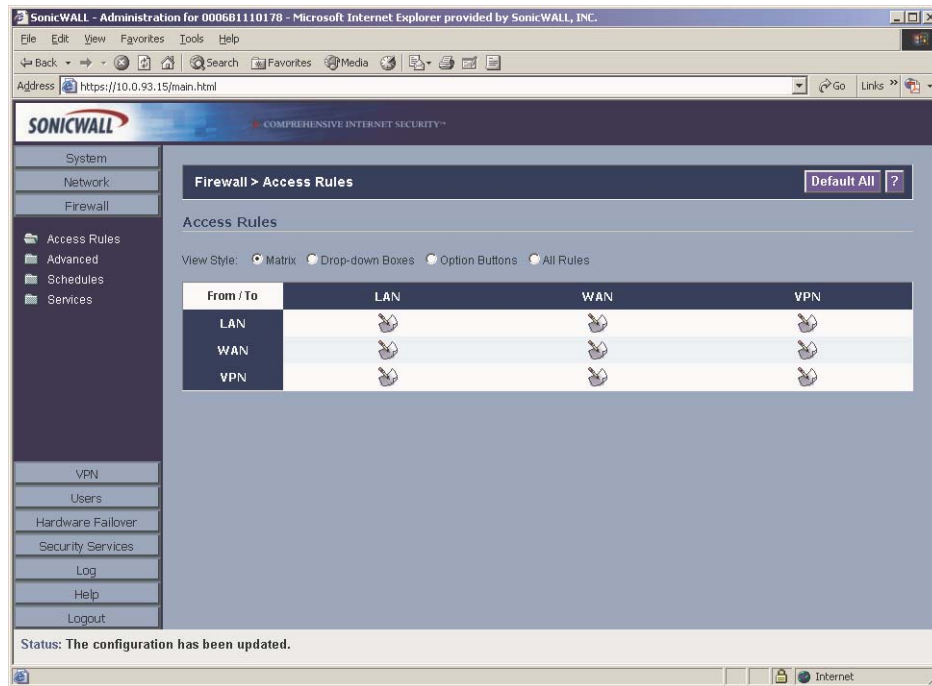 SonicWALL - Administration for 0006B1110178 - Microsoft Internet Explorer provided by SonicWALL, INC.
File Edit View Favorites Tools Help
Back Search Favorites Media
Address https://10.0.93.15/main.html Go Links »
SONICWALL COMPREHENSIVE INTERNET SECURITY™
System
Network
Firewall
Access Rules
Advanced
Schedules
Services
VPN
Users
Hardware Failover
Security Services
Log
Help
Logout
Firewall > Access Rules Default All ?
Access Rules
View Style: Matrix Drop-down Boxes Option Buttons All Rules
From / To LAN WAN VPN
LAN
WAN
VPN
Status: The configuration has been updated.
Internet